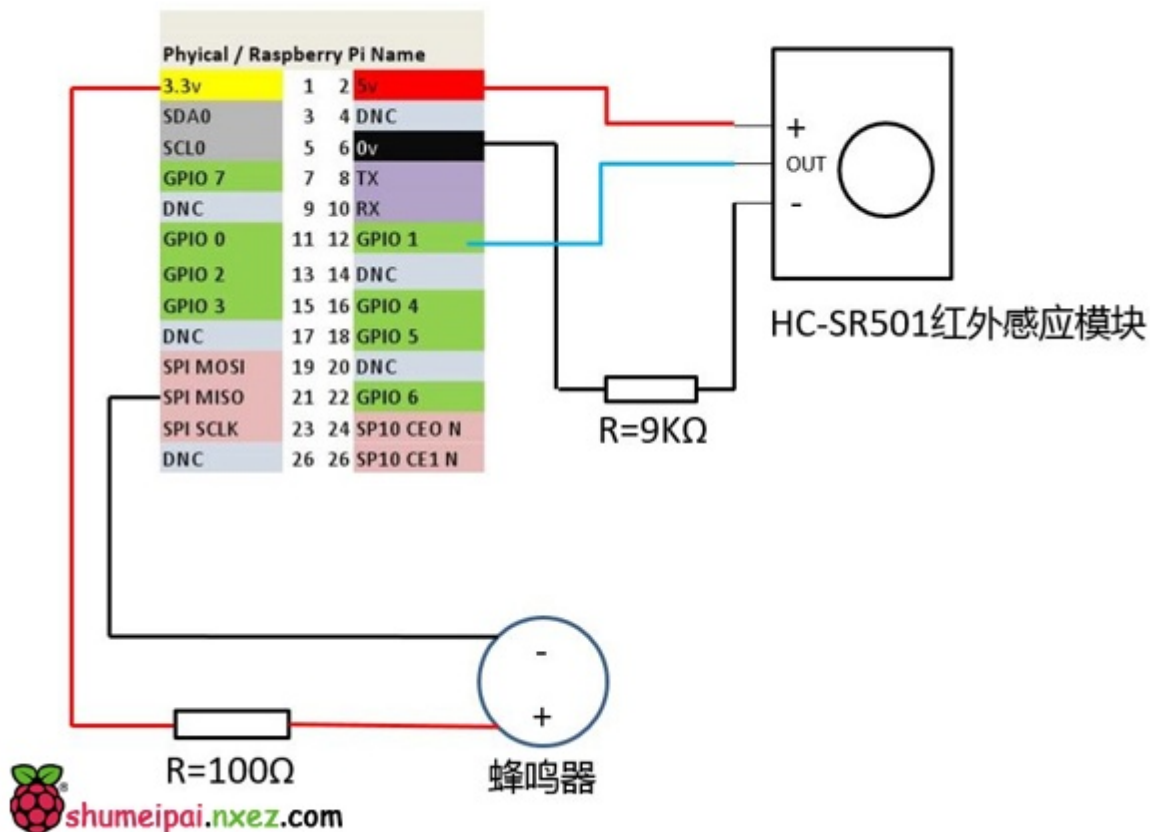 Phyical / Raspberry Pi Name
3.3v 1 2 5v
SDA0 3 4 DNC
SCL0 5 6 0v
GPIO 7 7 8 TX
DNC 9 10 RX
GPIO 0 11 12 GPIO 1
GPIO 2 13 14 DNC
GPIO 3 15 16 GPIO 4
DNC 17 18 GPIO 5
SPI MOSI 19 20 DNC
SPI MISO 21 22 GPIO 6
SPI SCLK 23 24 SP10 CEO N
DNC 26 26 SP10 CE1 N
+
OUT
-
HC-SR501红外感应模块
R=9KΩ
-
+
R=100Ω
蜂鸣器
shumeipai.nxez.com